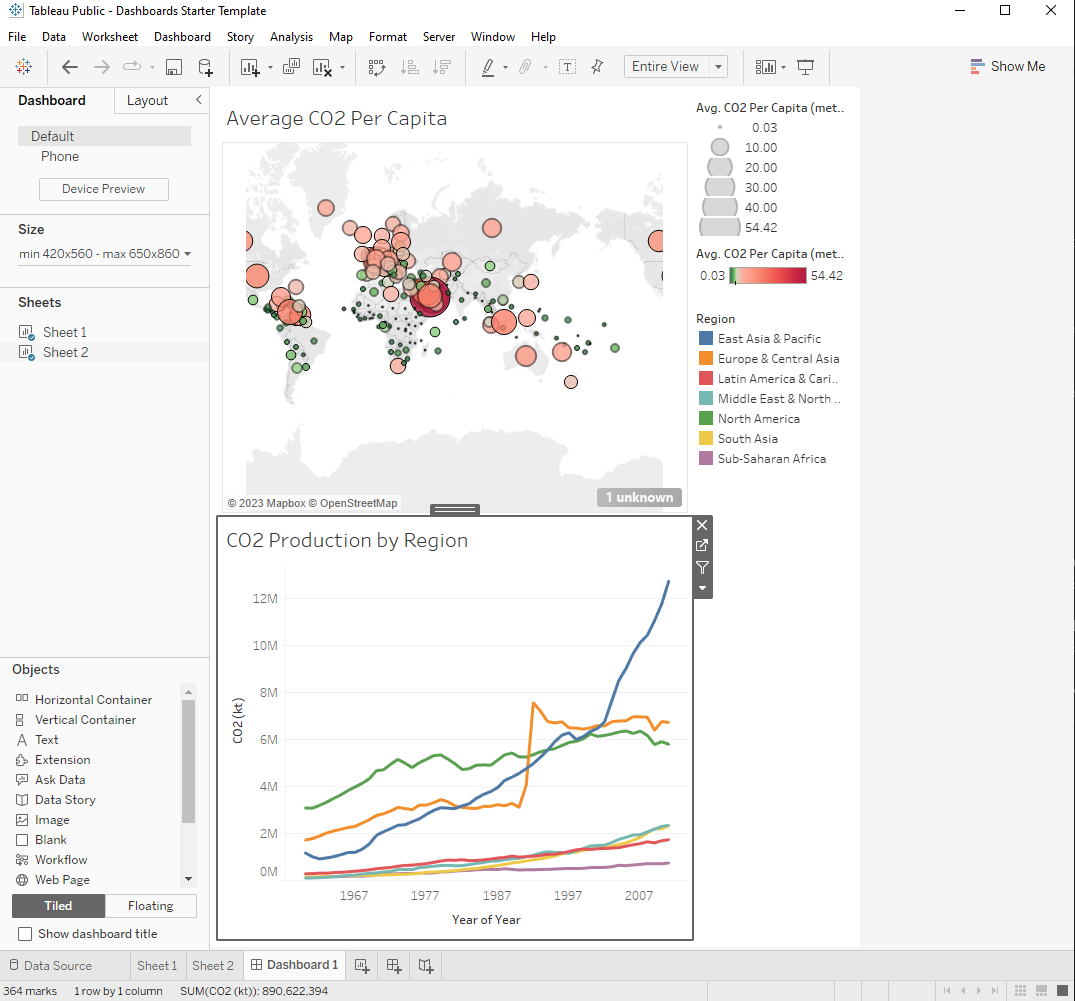 Tableau Public - Dashboards Starter Template
File Data Worksheet Dashboard Story Analysis Map Format Server Window Help
Entire View
Show Me
Dashboard Layout
Default
Phone
Device Preview
Size
min 420x560 - max 650x860
Sheets
Sheet 1
Sheet 2
Objects
Horizontal Container
Vertical Container
Text
Extension
Ask Data
Data Story
Image
Blank
Workflow
Web Page
Tiled Floating
Show dashboard title
Average CO2 Per Capita
© 2023 Mapbox © OpenStreetMap
1 unknown
Avg. CO2 Per Capita (met..
0.03
10.00
20.00
30.00
40.00
54.42
Avg. CO2 Per Capita (met..
0.03 54.42
Region
East Asia & Pacific
Europe & Central Asia
Latin America & Cari..
Middle East & North ..
North America
South Asia
Sub-Saharan Africa
CO2 Production by Region
12M
10M
8M
6M
4M
2M
0M
CO2 (kt)
1967 1977 1987 1997 2007
Year of Year
Data Source Sheet 1 Sheet 2 Dashboard 1
364 marks 1 row by 1 column SUM(CO2 (kt)): 890,622,394